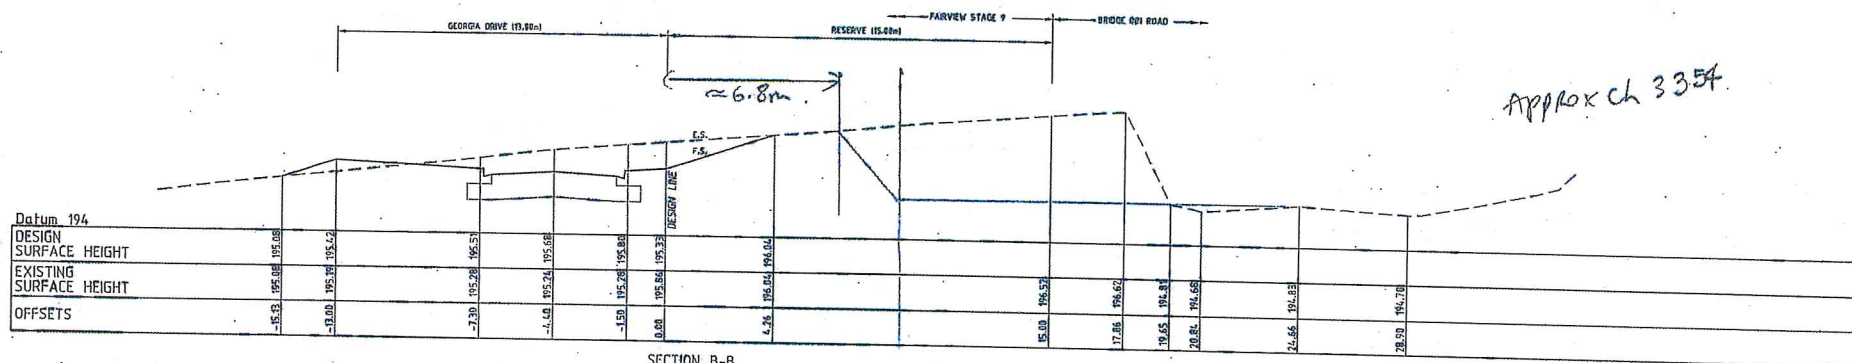 FAIRVIEW STAGE 9
BRIDGE RD1 ROAD
GEORGIA DRIVE (13.00m)
RESERVE (15.00m)
≈6.8m.
Approx ch 3354.
E.S.
F.S.
DESIGN LINE
Datum 194
DESIGN SURFACE HEIGHT 195.08 195.42 195.51 195.68 195.80 195.33 196.04
EXISTING SURFACE HEIGHT 195.08 195.19 195.28 195.24 195.28 195.86 196.04 196.57 196.62 194.81 194.68 194.83 194.70
OFFSETS -15.13 -13.00 -7.30 -4.40 -1.50 0.00 4.26 15.00 17.86 19.65 20.84 24.66 28.90
SECTION B-B